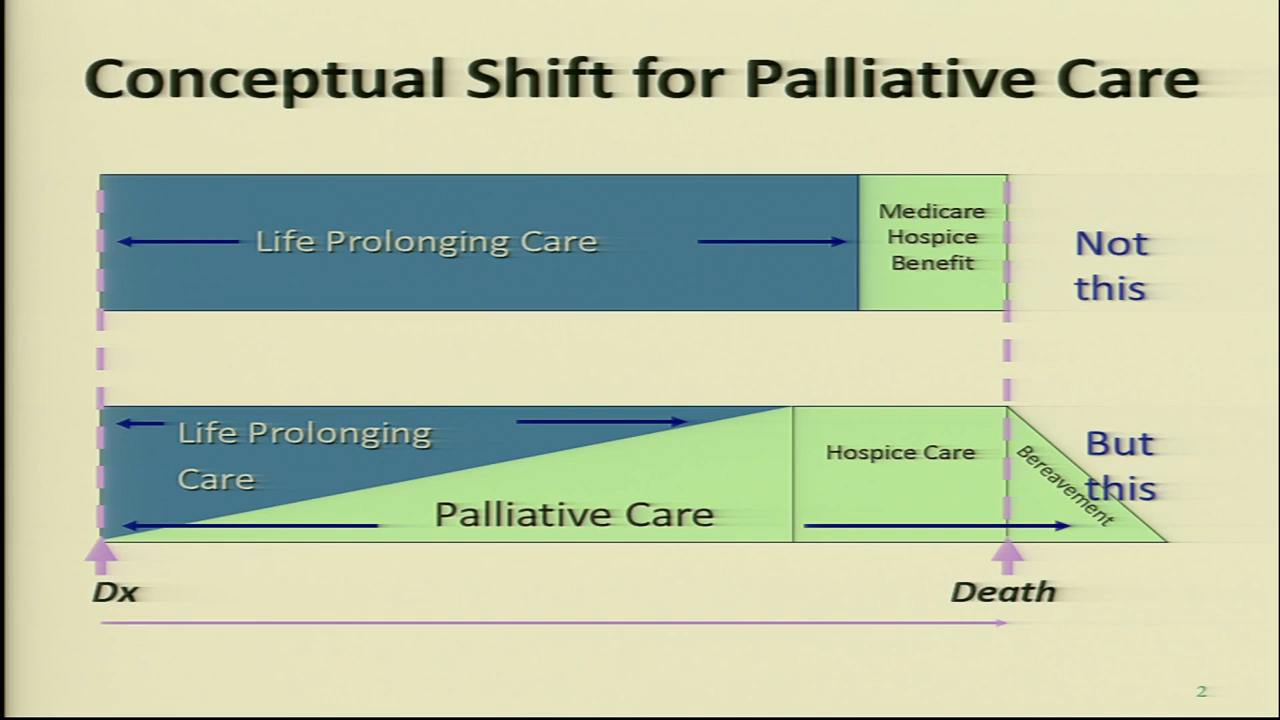 Conceptual Shift for Palliative Care
Life Prolonging Care
Medicare
Hospice
Benefit
Not
this
Life Prolonging
Care
Palliative Care
Hospice Care
Bereavement
But
this
Dx
Death
2